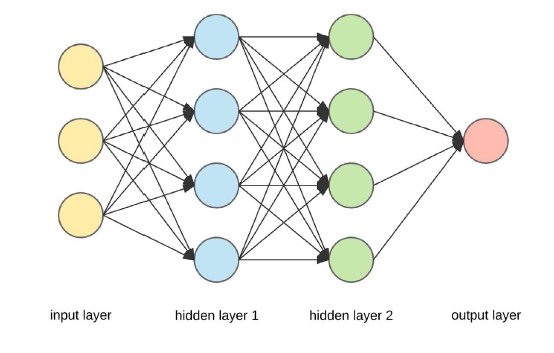 input layer
hidden layer 1
hidden layer 2
output layer